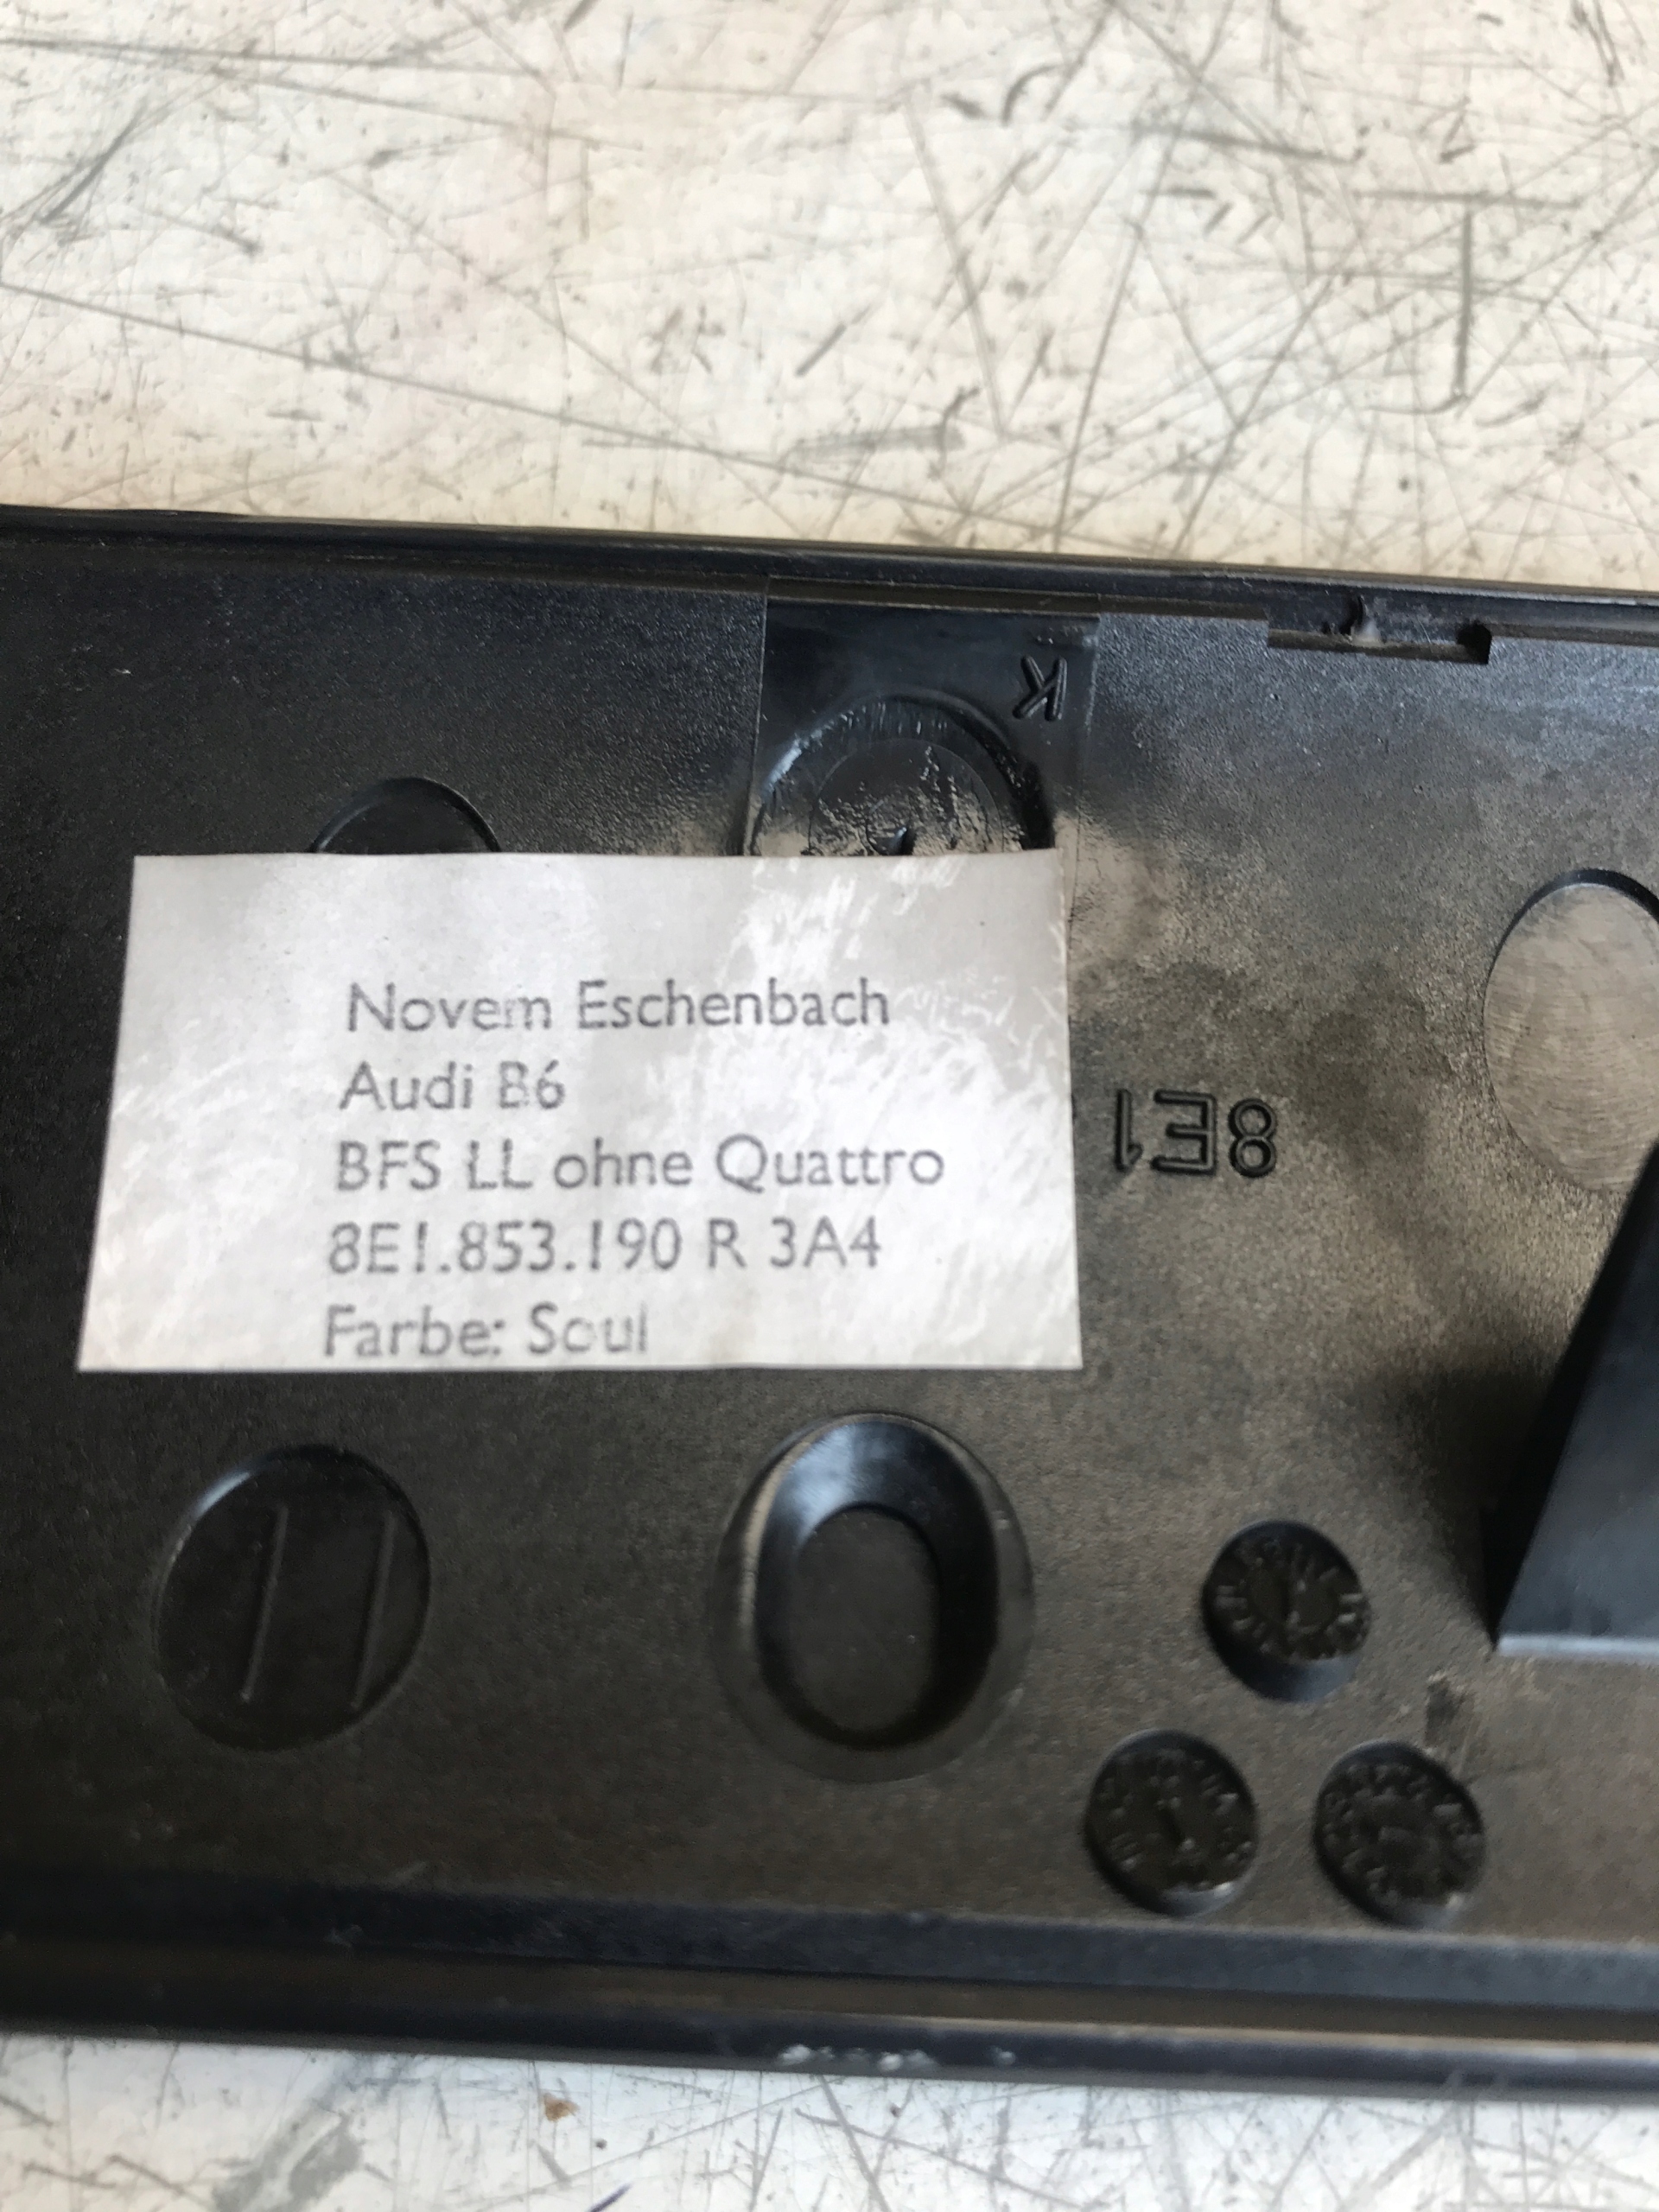 K
Novem Eschenbach
Audi B6
BFS LL ohne Quattro
8E1.853.190 R 3A4
Farbe: Soul
8E1